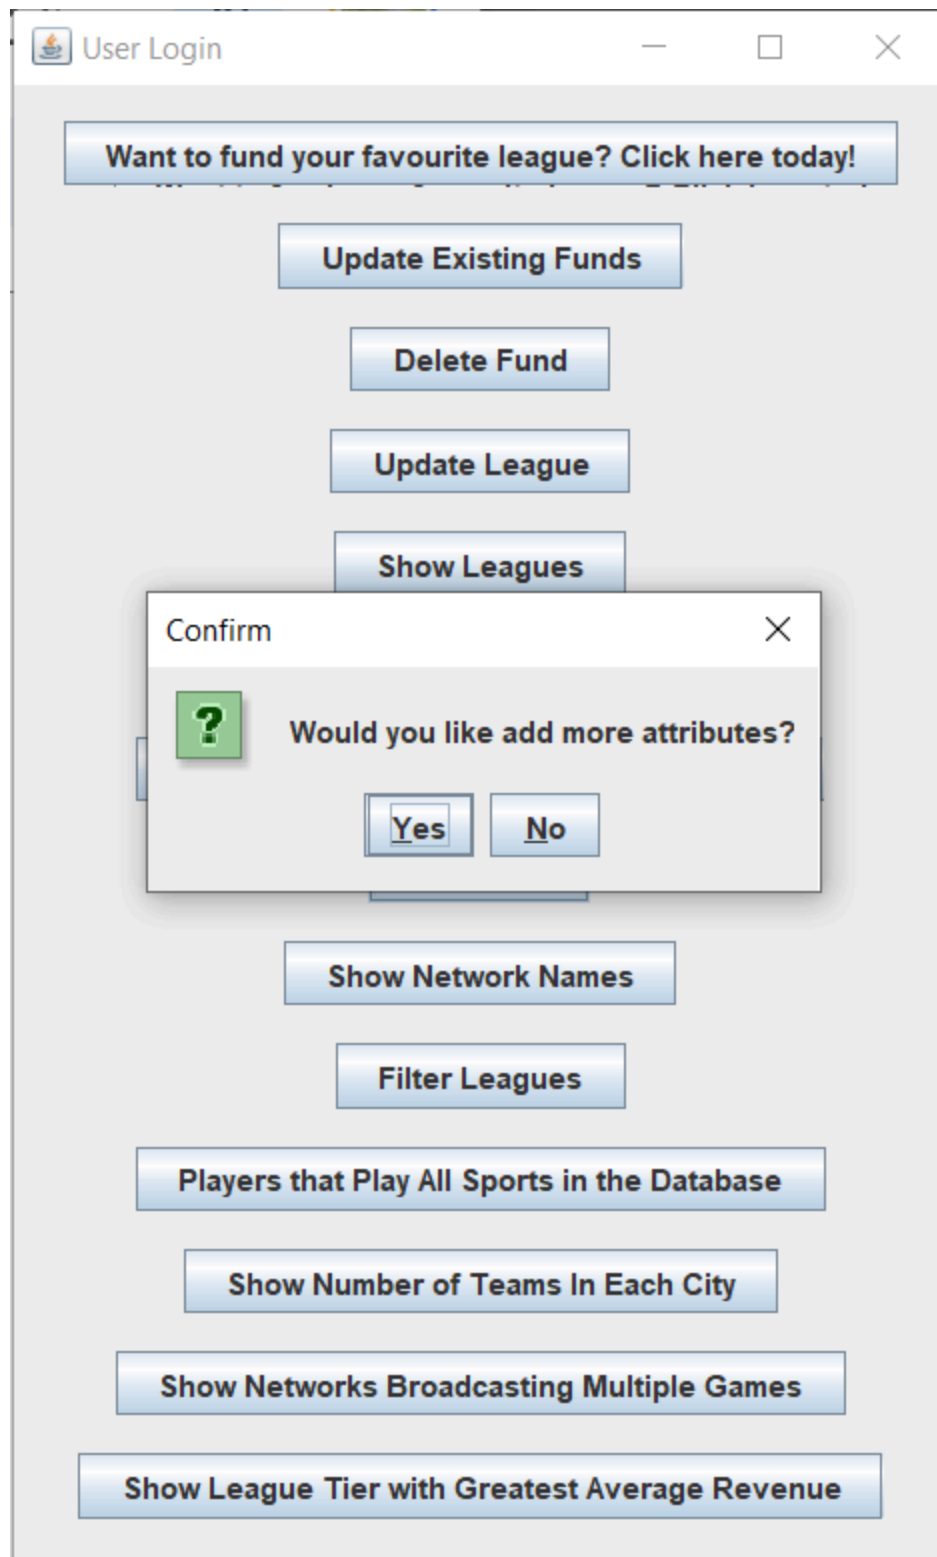 User Login
Want to fund your favourite league? Click here today!
Update Existing Funds
Delete Fund
Update League
Show Leagues
Confirm
Would you like add more attributes?
Yes
No
Show Network Names
Filter Leagues
Players that Play All Sports in the Database
Show Number of Teams In Each City
Show Networks Broadcasting Multiple Games
Show League Tier with Greatest Average Revenue